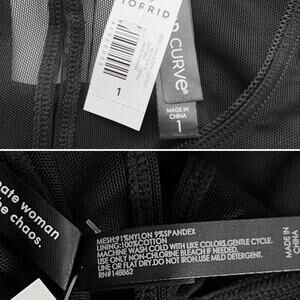 TORRID
1
CURVE®
MADE IN
CHINA
1
ate woman
he chaos.
MESH:91%NYLON 9%SPANDEX
LINING:100%COTTON
MACHINE WASH COLD WITH LIKE COLORS,GENTLE CYCLE.
USE ONLY NON-CHLORINE BLEACH IF NEEDED.
LINE OR FLAT DRY.DO NOT IRON.USE MILD DETERGENT.
RN#148862
MADE IN
CHINA